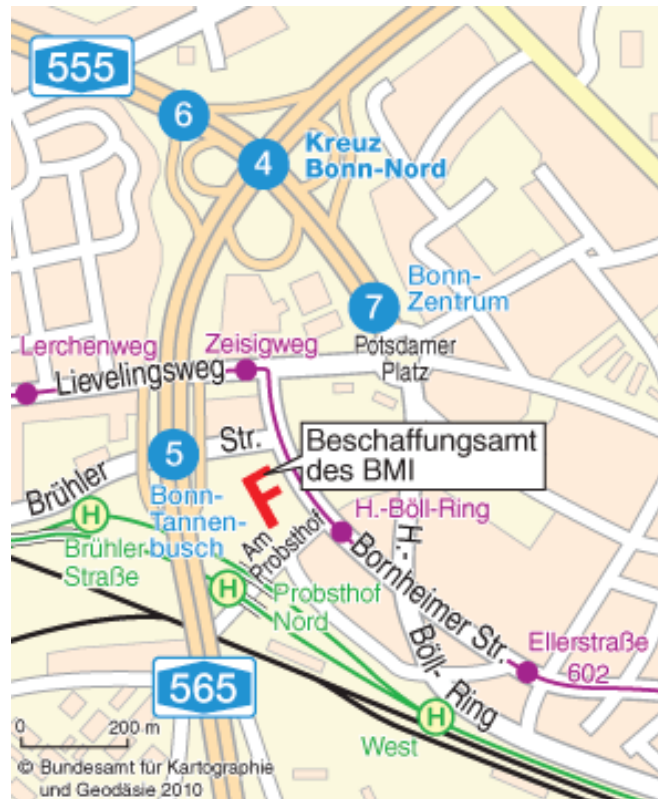 555
6
4
Kreuz
Bonn-Nord
7
Bonn-
Zentrum
Potsdamer
Platz
Lerchenweg
Zeisigweg
Lievelingsweg
5
Brühler Str.
Beschaffungsamt
des BMI
F
Bonn-
Tannen-
busch
H
Brühler
Straße
Am
Probsthof
H.-Böll-Ring
H.-
Böll- Ring
Bornheimer Str.
H
Probsthof
Nord
Ellerstraße
602
565
H
West
0 200 m
© Bundesamt für Kartographie
und Geodäsie 2010